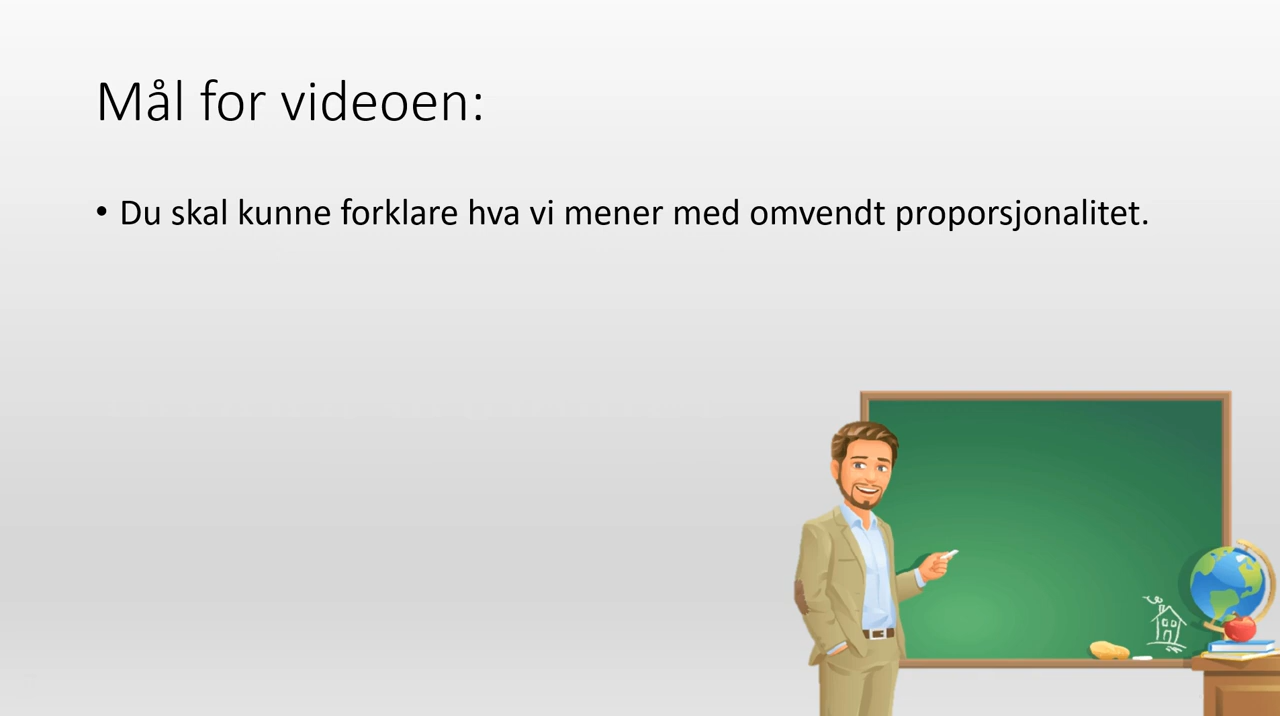 Mål for videoen:
• Du skal kunne forklare hva vi mener med omvendt proporsjonalitet.